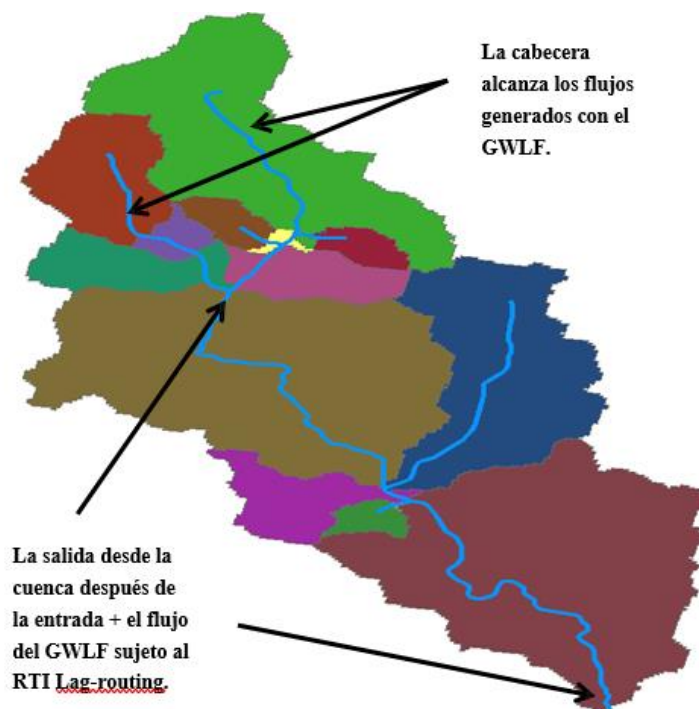 La cabecera
alcanza los flujos
generados con el
GWLF.
La salida desde la
cuenca después de
la entrada + el flujo
del GWLF sujeto al
RTI Lag-routing.